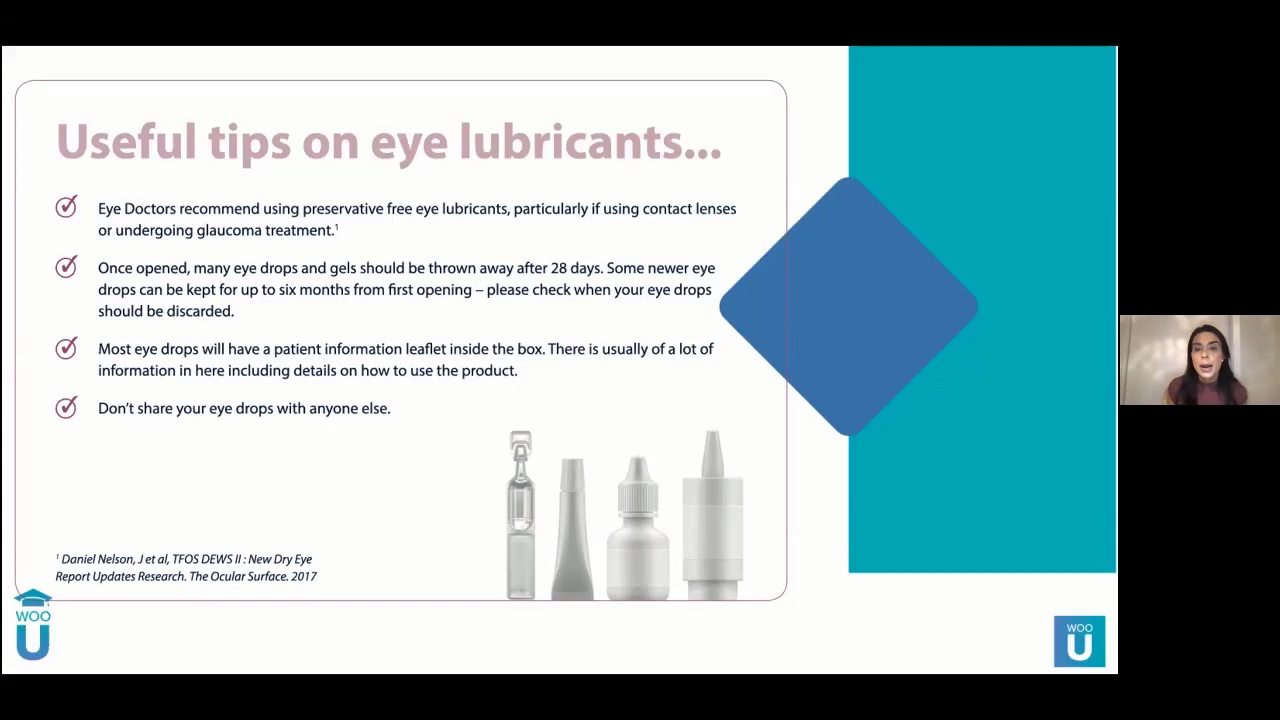 Useful tips on eye lubricants...
Eye Doctors recommend using preservative free eye lubricants, particularly if using contact lenses
or undergoing glaucoma treatment.¹
Once opened, many eye drops and gels should be thrown away after 28 days. Some newer eye
drops can be kept for up to six months from first opening – please check when your eye drops
should be discarded.
Most eye drops will have a patient information leaflet inside the box. There is usually of a lot of
information in here including details on how to use the product.
Don't share your eye drops with anyone else.
¹ Daniel Nelson, J et al, TFOS DEWS II : New Dry Eye
Report Updates Research. The Ocular Surface. 2017
WOO
U
WOO
U